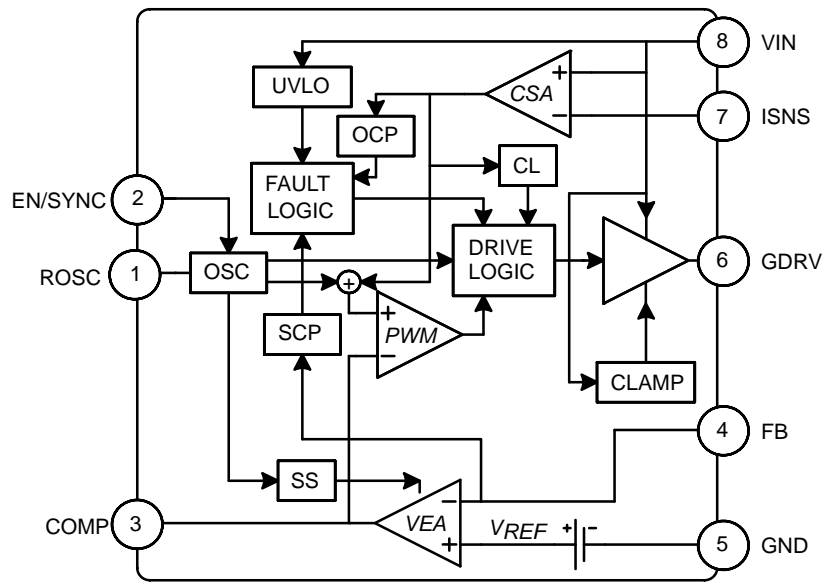 8 VIN
UVLO
+ CSA
−
OCP
7 ISNS
CL
FAULT
LOGIC
EN/SYNC 2
DRIVE
LOGIC
6 GDRV
ROSC 1
OSC
+
+ PWM
−
SCP
CLAMP
4 FB
SS
− VEA
+
COMP 3
VREF + −
5 GND